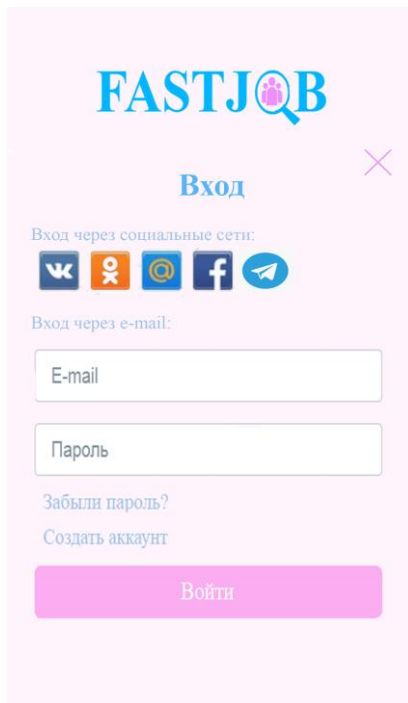 FASTJOB
Вход
Вход через социальные сети:
Вход через e-mail:
E-mail
Пароль
Забыли пароль?
Создать аккаунт
Войти